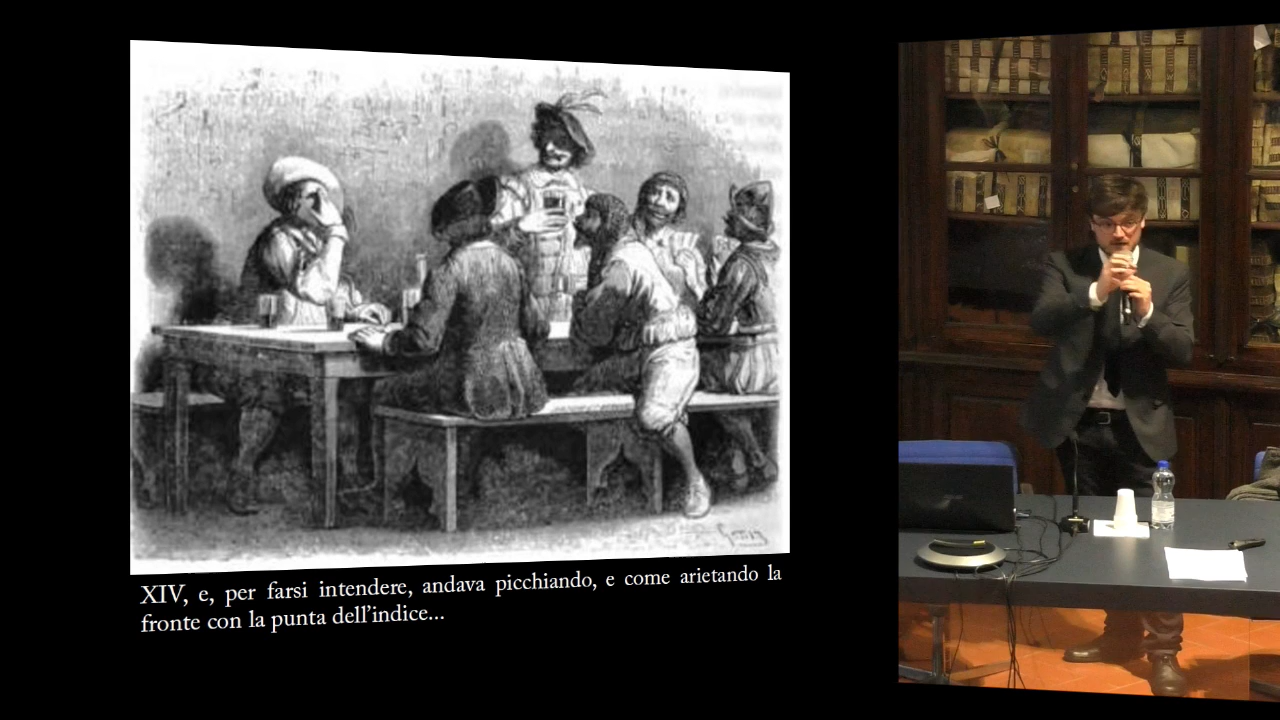 XIV, e, per farsi intendere, andava picchiando, e come arietando la
fronte con la punta dell'indice...